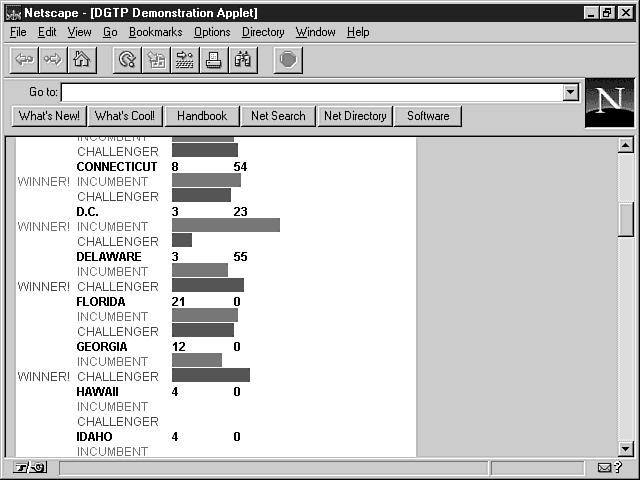 Netscape - [DGTP Demonstration Applet]
File Edit View Go Bookmarks Options Directory Window Help
Go to:
N
What's New! What's Cool! Handbook Net Search Net Directory Software
INCUMBENT
CHALLENGER
CONNECTICUT 8 54
WINNER! INCUMBENT
CHALLENGER
D.C. 3 23
WINNER! INCUMBENT
CHALLENGER
DELAWARE 3 55
INCUMBENT
WINNER! CHALLENGER
FLORIDA 21 0
INCUMBENT
CHALLENGER
GEORGIA 12 0
INCUMBENT
WINNER! CHALLENGER
HAWAII 4 0
INCUMBENT
CHALLENGER
IDAHO 4 0
INCUMBENT